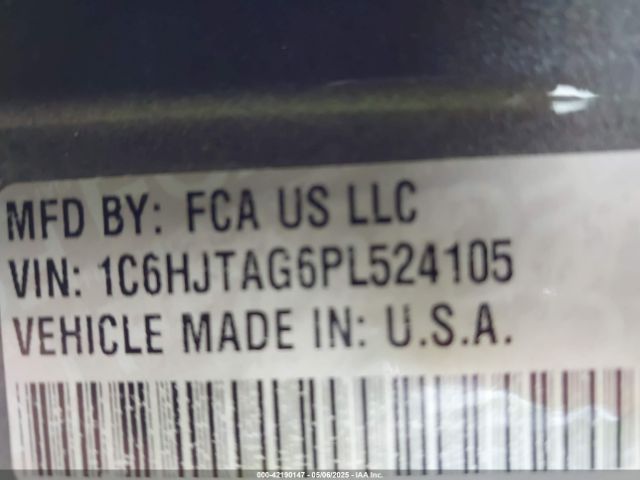 MFD BY: FCA US LLC
VIN: 1C6HJTAG6PL524105
VEHICLE MADE IN: U.S.A.
000-42190147 - 05/06/2025 - IAA Inc.